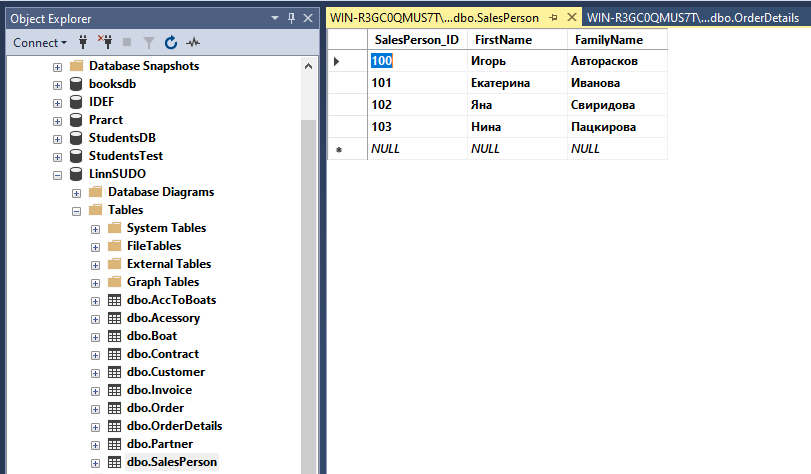 Object Explorer
Connect
Database Snapshots
booksdb
IDEF
Prarct
StudentsDB
StudentsTest
LinnSUDO
Database Diagrams
Tables
System Tables
FileTables
External Tables
Graph Tables
dbo.AccToBoats
dbo.Acessory
dbo.Boat
dbo.Contract
dbo.Customer
dbo.Invoice
dbo.Order
dbo.OrderDetails
dbo.Partner
dbo.SalesPerson
WIN-R3GC0QMUS7T\...dbo.SalesPerson WIN-R3GC0QMUS7T\...dbo.OrderDetails
SalesPerson_ID FirstName FamilyName
100 Игорь Авторасков
101 Екатерина Иванова
102 Яна Свиридова
103 Нина Пацкирова
NULL NULL NULL